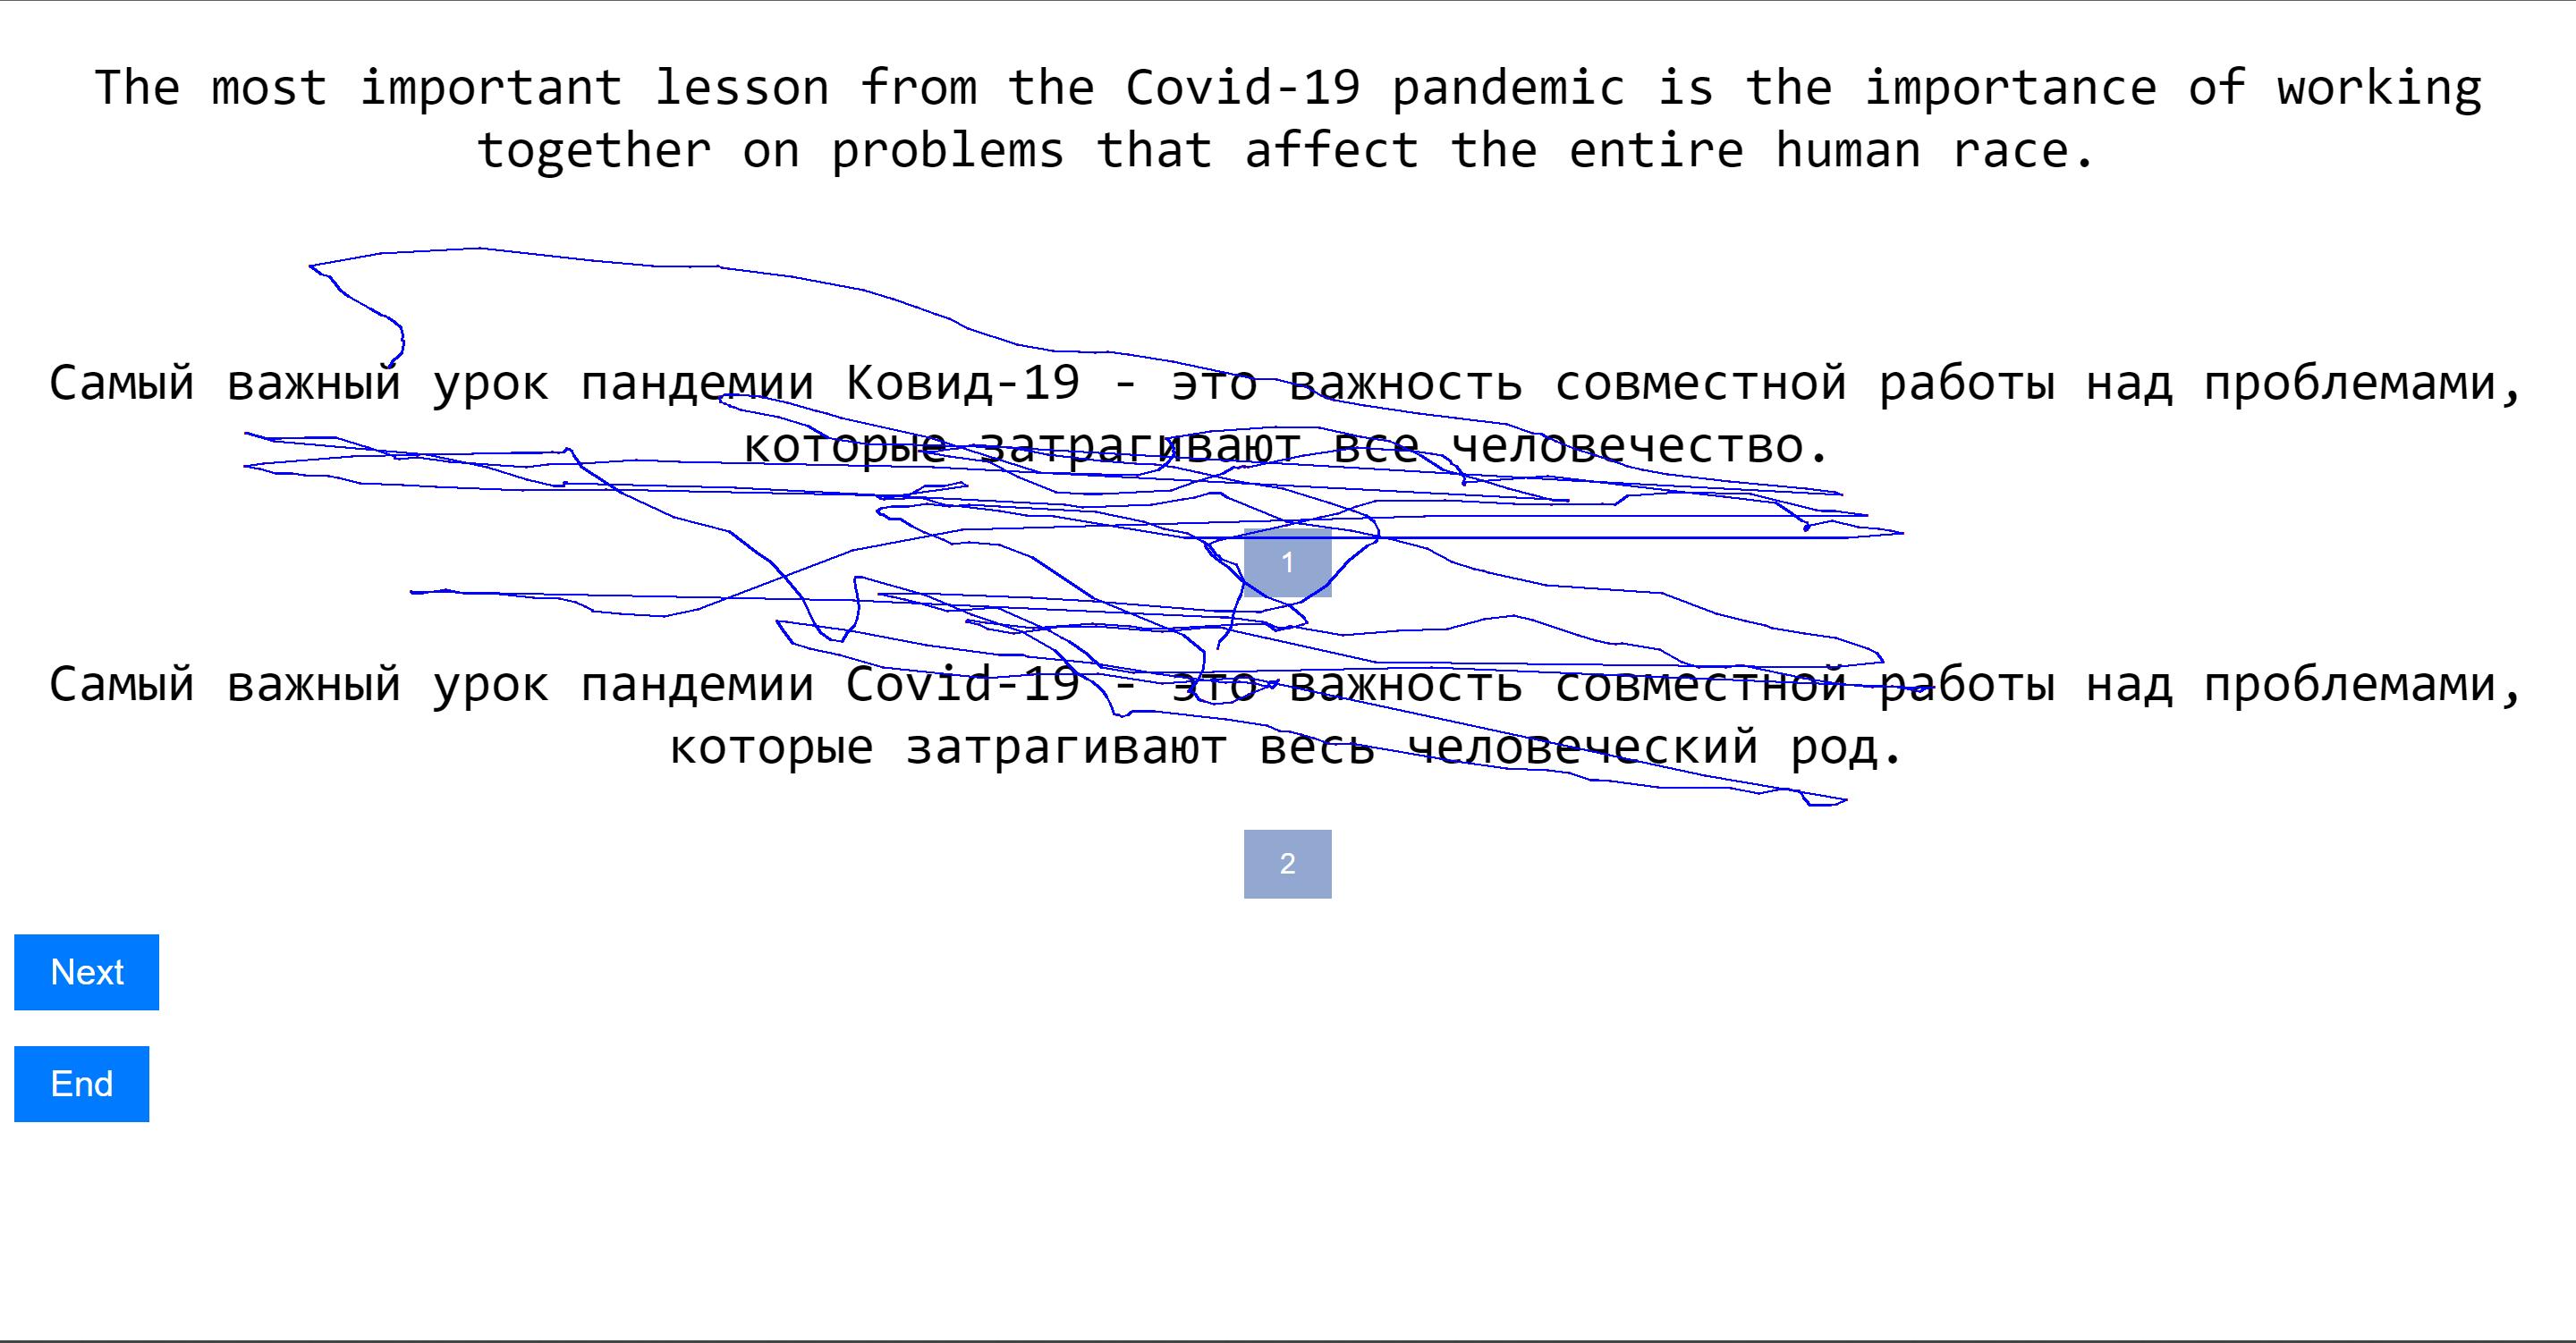 The most important lesson from the Covid-19 pandemic is the importance of working
together on problems that affect the entire human race.
Самый важный урок пандемии Ковид-19 - это важность совместной работы над проблемами,
которые затрагивают все человечество.
1
Самый важный урок пандемии Covid-19 - это важность совместной работы над проблемами,
которые затрагивают весь человеческий род.
2
Next
End